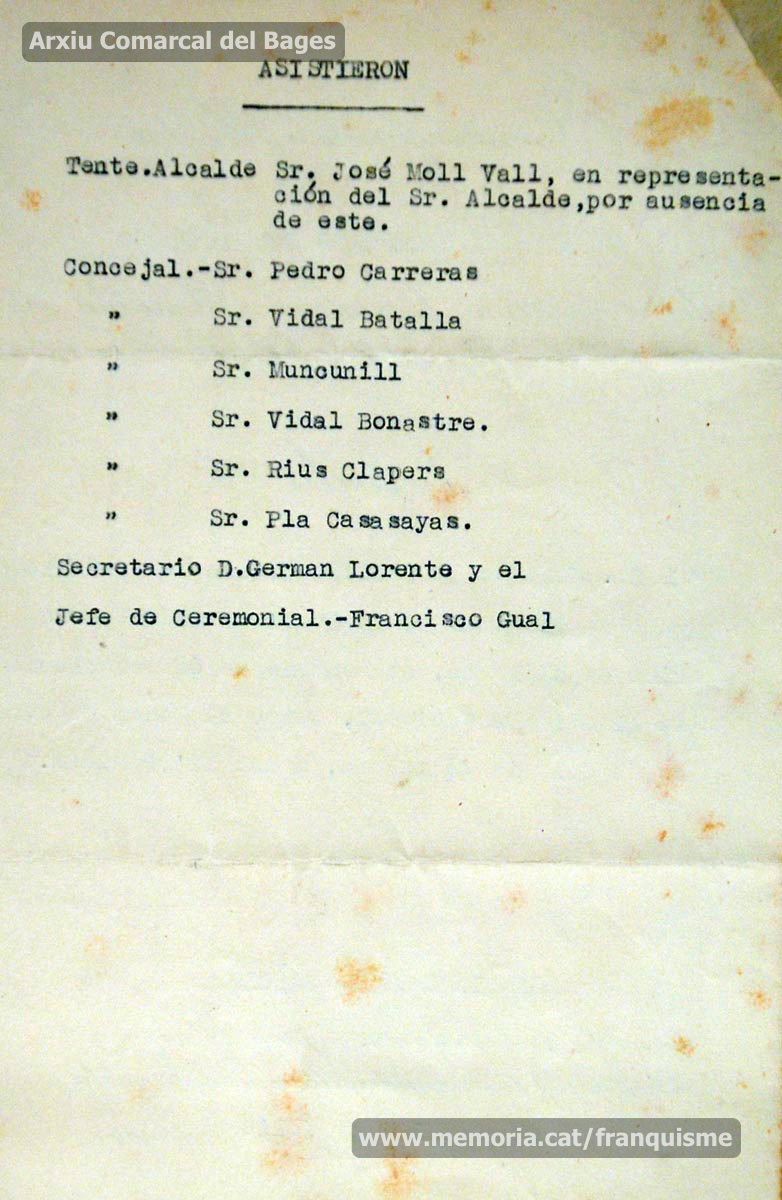 Arxiu Comarcal del Bages
ASISTIERON
Tente.Alcalde Sr. José Moll Vall, en representa-
ción del Sr. Alcalde,por ausencia
de este.
Concejal.-Sr. Pedro Carreras
" Sr. Vidal Batalla
" Sr. Muncunill
" Sr. Vidal Bonastre.
" Sr. Rius Clapers
" Sr. Pla Casasayas.
Secretario D.German Lorente y el
Jefe de Ceremonial.-Francisco Gual
www.memoria.cat/franquisme